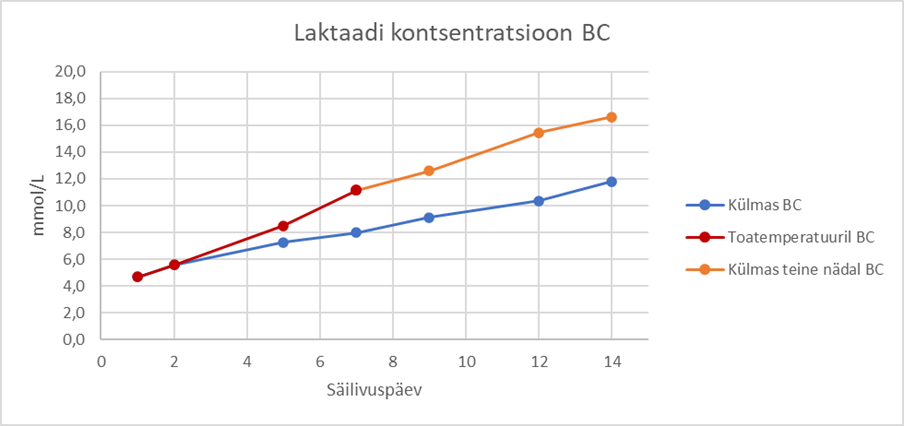 Laktaadi kontsentratsioon BC
20,0
18,0
16,0
14,0
12,0
10,0
8,0
6,0
4,0
2,0
0,0
mmol/L
0 2 4 6 8 10 12 14
Säilivuspäev
Külmas BC
Toatemperatuuril BC
Külmas teine nädal BC